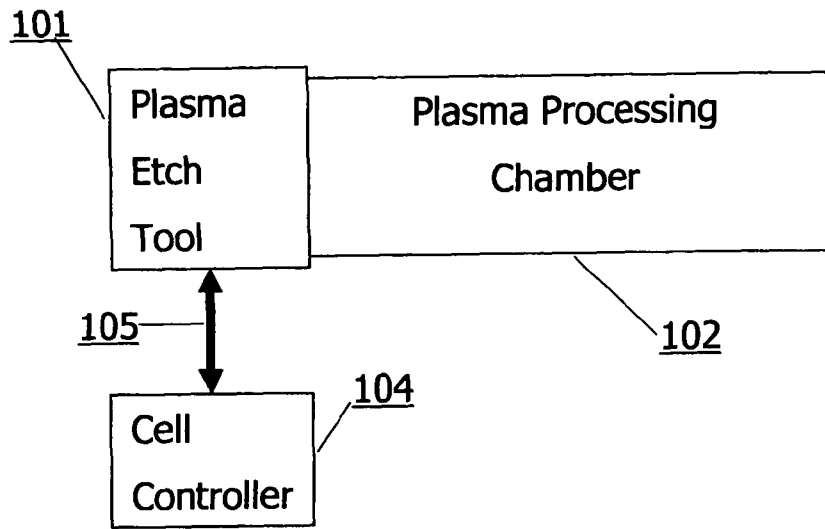 101
Plasma
Etch
Tool
Plasma Processing
Chamber
105
102
104
Cell
Controller